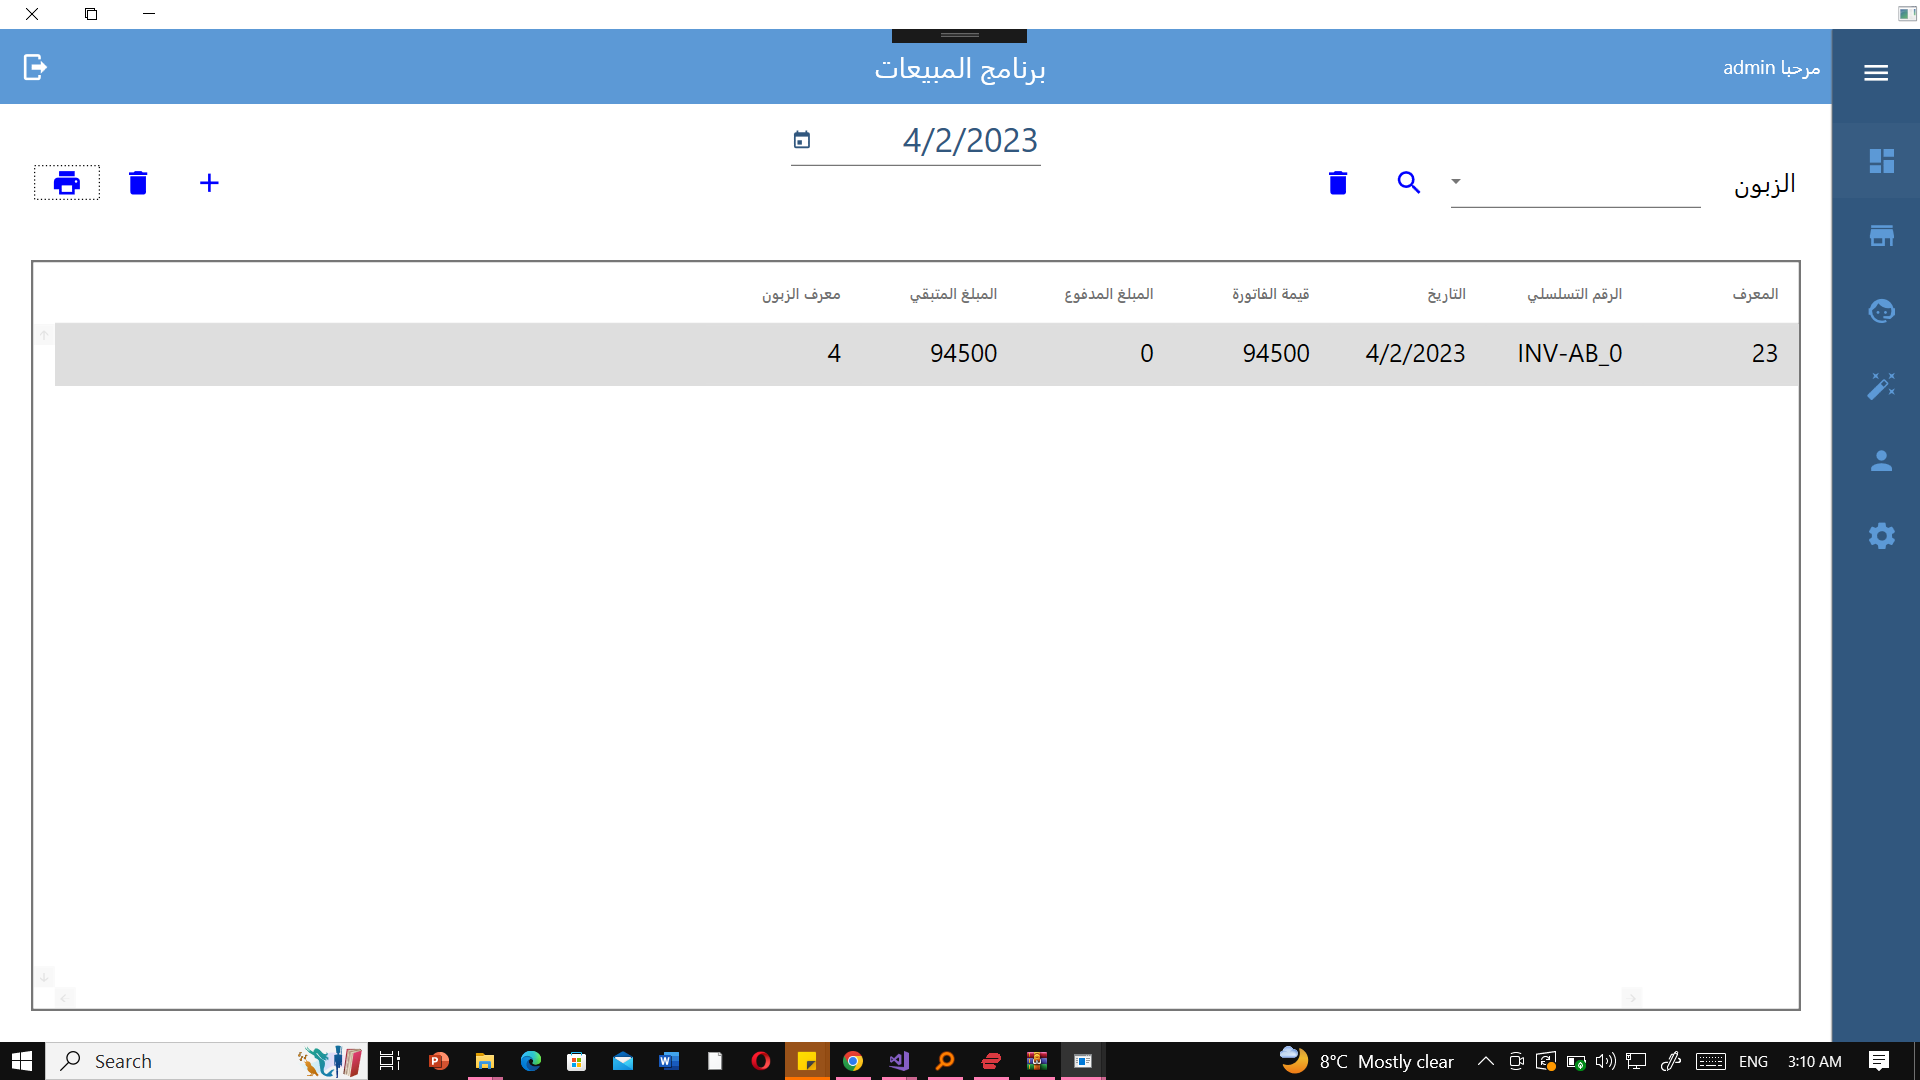 مرحبا admin
برنامج المبيعات
4/2/2023
الزبون
المعرف
الرقم التسلسلي
التاريخ
قيمة الفاتورة
المبلغ المدفوع
المبلغ المتبقي
معرف الزبون
23
INV-AB_0
4/2/2023
94500
0
94500
4
Search
8°C Mostly clear
ENG
3:10 AM